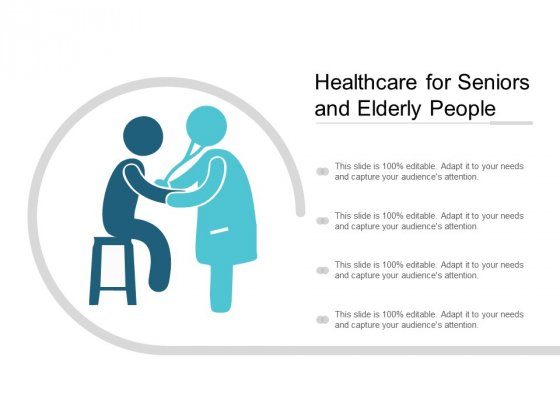 Healthcare for Seniors
and Elderly People
This slide is 100% editable. Adapt it to your needs
and capture your audience's attention.
This slide is 100% editable. Adapt it to your needs
and capture your audience's attention.
This slide is 100% editable. Adapt it to your needs
and capture your audience's attention.
This slide is 100% editable. Adapt it to your needs
and capture your audience's attention.